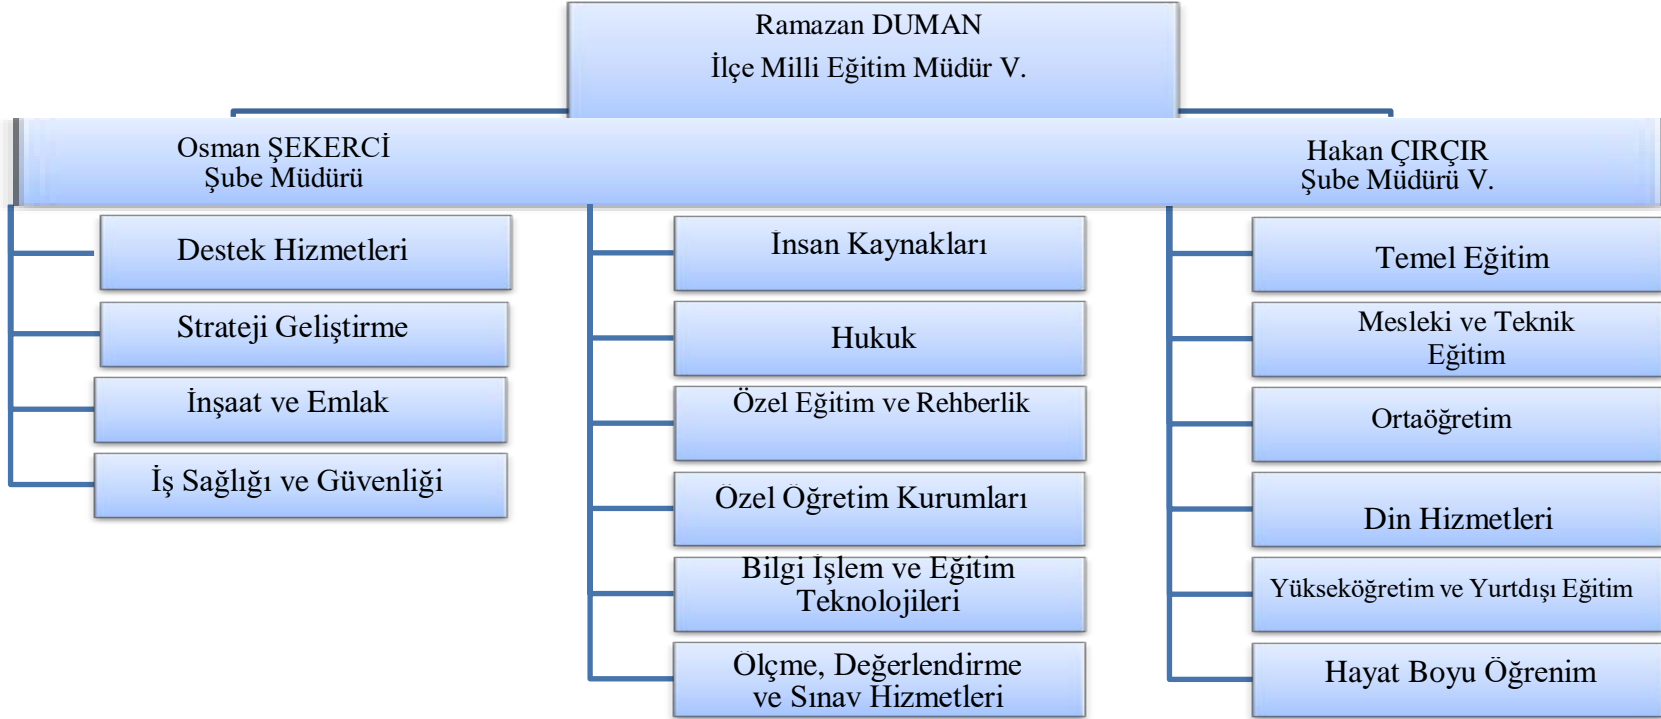 Ramazan DUMAN
İlçe Milli Eğitim Müdür V.
Osman ŞEKERCİ
Şube Müdürü
Hakan ÇIRÇIR
Şube Müdürü V.
Destek Hizmetleri
Strateji Geliştirme
İnşaat ve Emlak
İş Sağlığı ve Güvenliği
İnsan Kaynakları
Hukuk
Özel Eğitim ve Rehberlik
Özel Öğretim Kurumları
Bilgi İşlem ve Eğitim
Teknolojileri
Ölçme, Değerlendirme
ve Sınav Hizmetleri
Temel Eğitim
Mesleki ve Teknik
Eğitim
Ortaöğretim
Din Hizmetleri
Yükseköğretim ve Yurtdışı Eğitim
Hayat Boyu Öğrenim